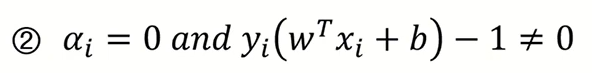 ② αᵢ = 0 and yᵢ(wᵀxᵢ + b) − 1 ≠ 0